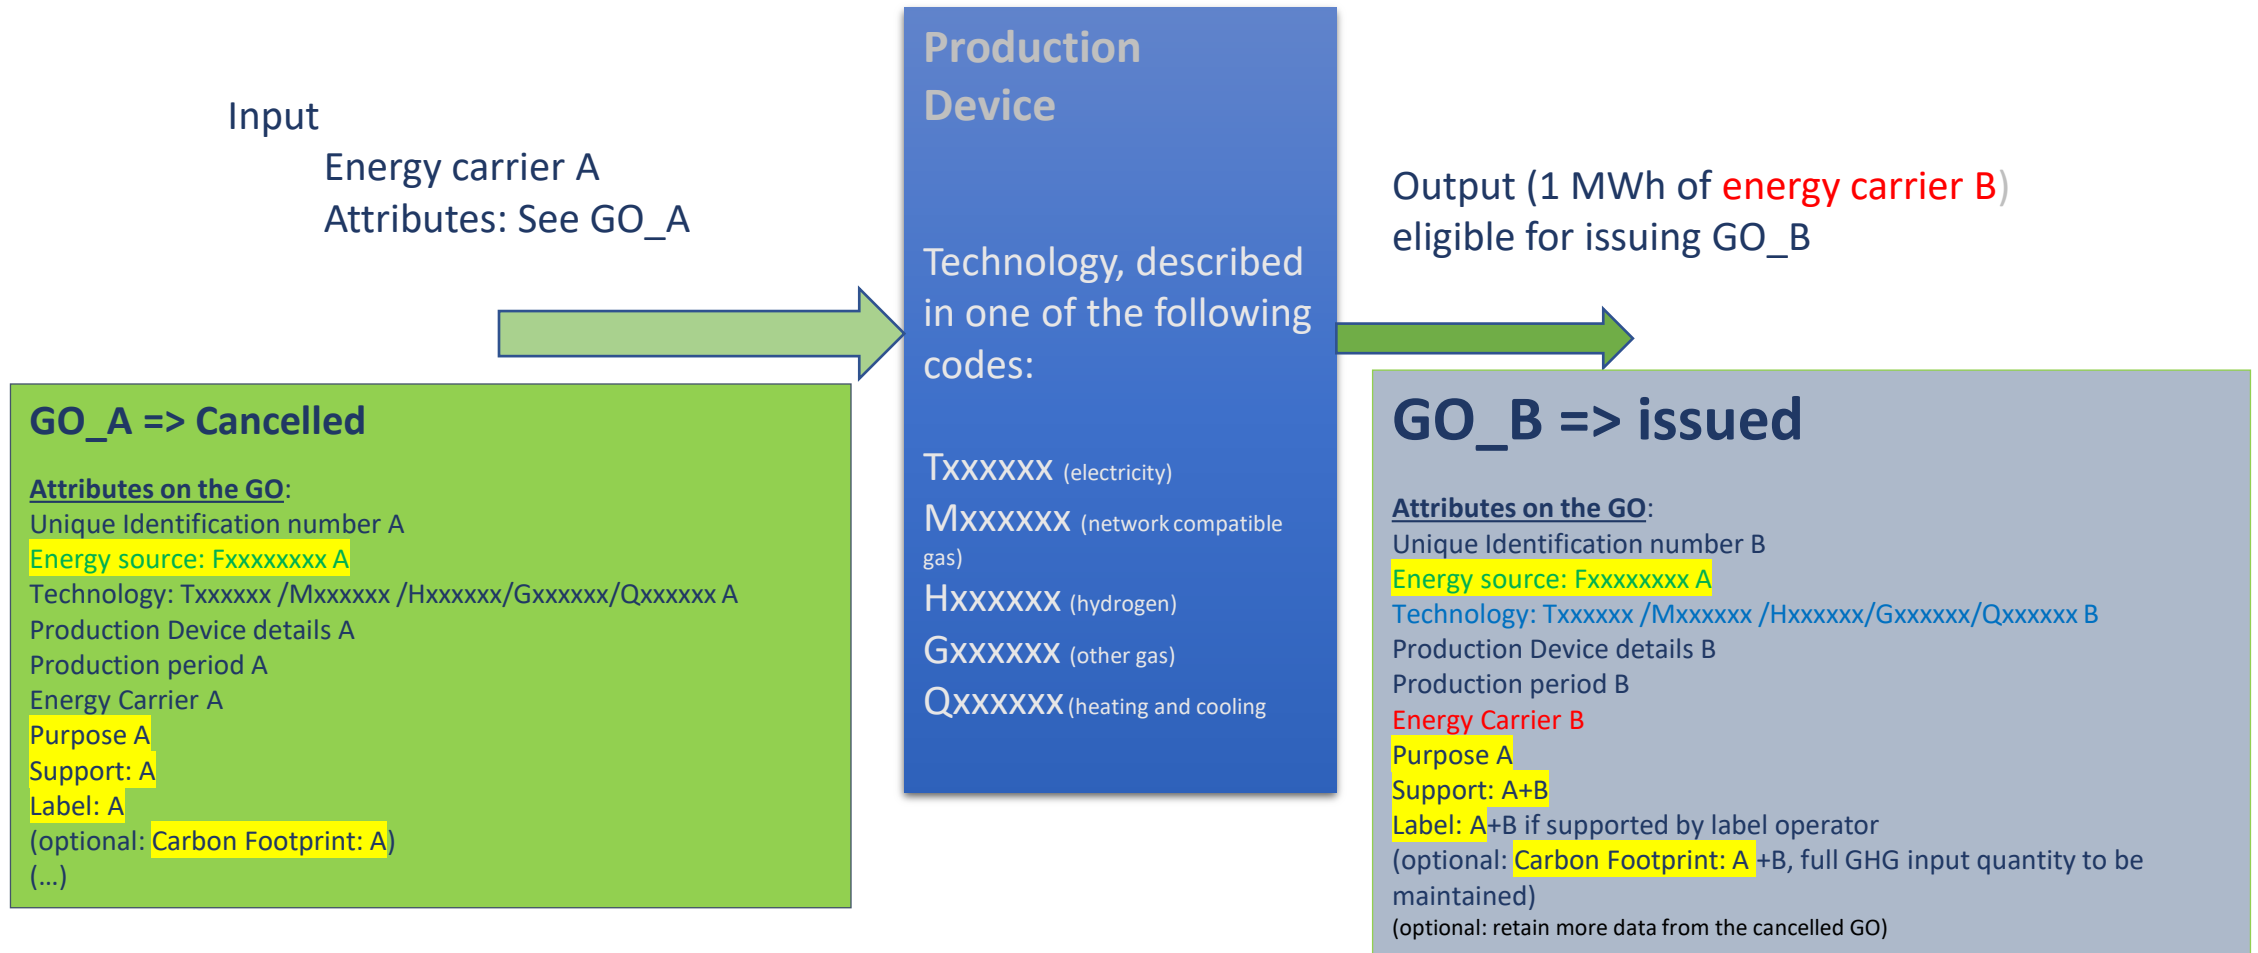 Input
Energy carrier A
Attributes: See GO_A
GO_A => Cancelled
Attributes on the GO:
Unique Identification number A
Energy source: Fxxxxxxxx A
Technology: Txxxxxx /Mxxxxxx /Hxxxxxx/Gxxxxxx/Qxxxxxx A
Production Device details A
Production period A
Energy Carrier A
Purpose A
Support: A
Label: A
(optional: Carbon Footprint: A)
(...)
Production
Device
Technology, described
in one of the following
codes:
Txxxxxx (electricity)
Mxxxxxx (network compatible
gas)
Hxxxxxx (hydrogen)
Gxxxxxx (other gas)
Qxxxxxx (heating and cooling
Output (1 MWh of energy carrier B)
eligible for issuing GO_B
GO_B => issued
Attributes on the GO:
Unique Identification number B
Energy source: Fxxxxxxxx A
Technology: Txxxxxx /Mxxxxxx /Hxxxxxx/Gxxxxxx/Qxxxxxx B
Production Device details B
Production period B
Energy Carrier B
Purpose A
Support: A+B
Label: A+B if supported by label operator
(optional: Carbon Footprint: A +B, full GHG input quantity to be
maintained)
(optional: retain more data from the cancelled GO)